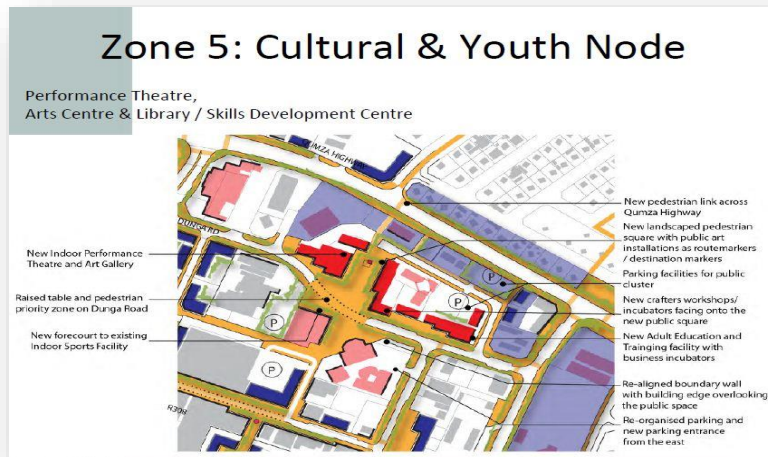 Zone 5: Cultural & Youth Node
Performance Theatre,
Arts Centre & Library / Skills Development Centre
QUMZA HIGHWAY
DUNGA RD
New Indoor Performance
Theatre and Art Gallery
Raised table and pedestrian
priority zone on Dunga Road
New forecourt to existing
Indoor Sports Facility
R308
P
P
P
P
New pedestrian link across
Qumza Highway
New landscaped pedestrian
square with public art
installations as routemarkers
/ destination markers
Parking facilities for public
cluster
New crafters workshops/
incubators facing onto the
new public square
New Adult Education and
Trainging facility with
business incubators
Re-aligned boundary wall
with building edge overlooking
the public space
Re-organised parking and
new parking entrance
from the east